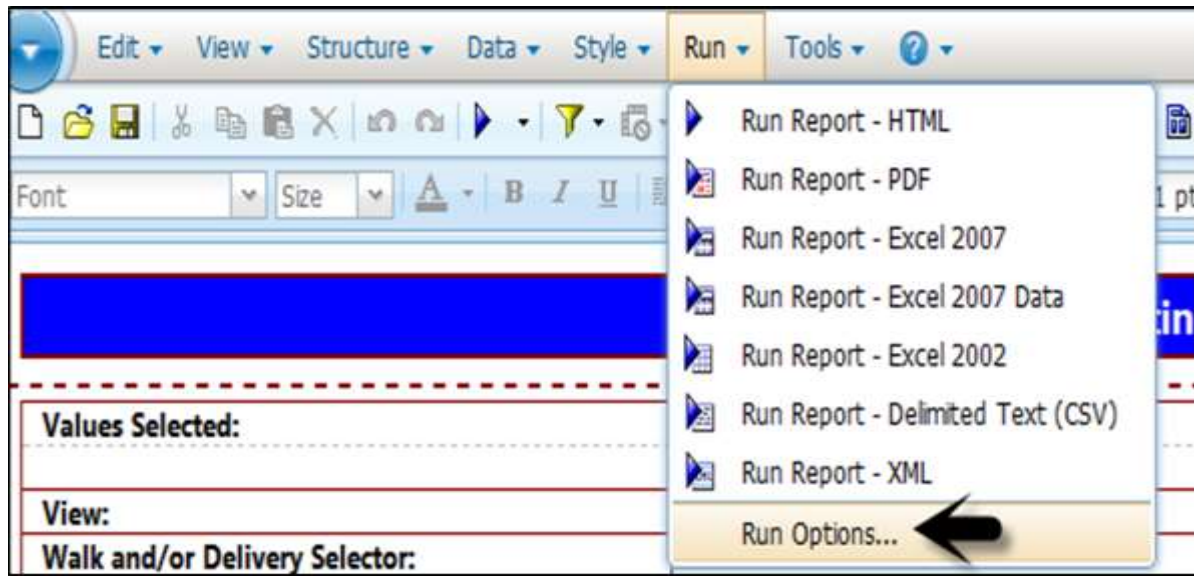 Edit View Structure Data Style Run Tools ?
Font Size A B I U 1 pt
Run Report - HTML
Run Report - PDF
Run Report - Excel 2007
Run Report - Excel 2007 Data
Run Report - Excel 2002
Run Report - Delimited Text (CSV)
Run Report - XML
Run Options...
Values Selected:
View:
Walk and/or Delivery Selector: